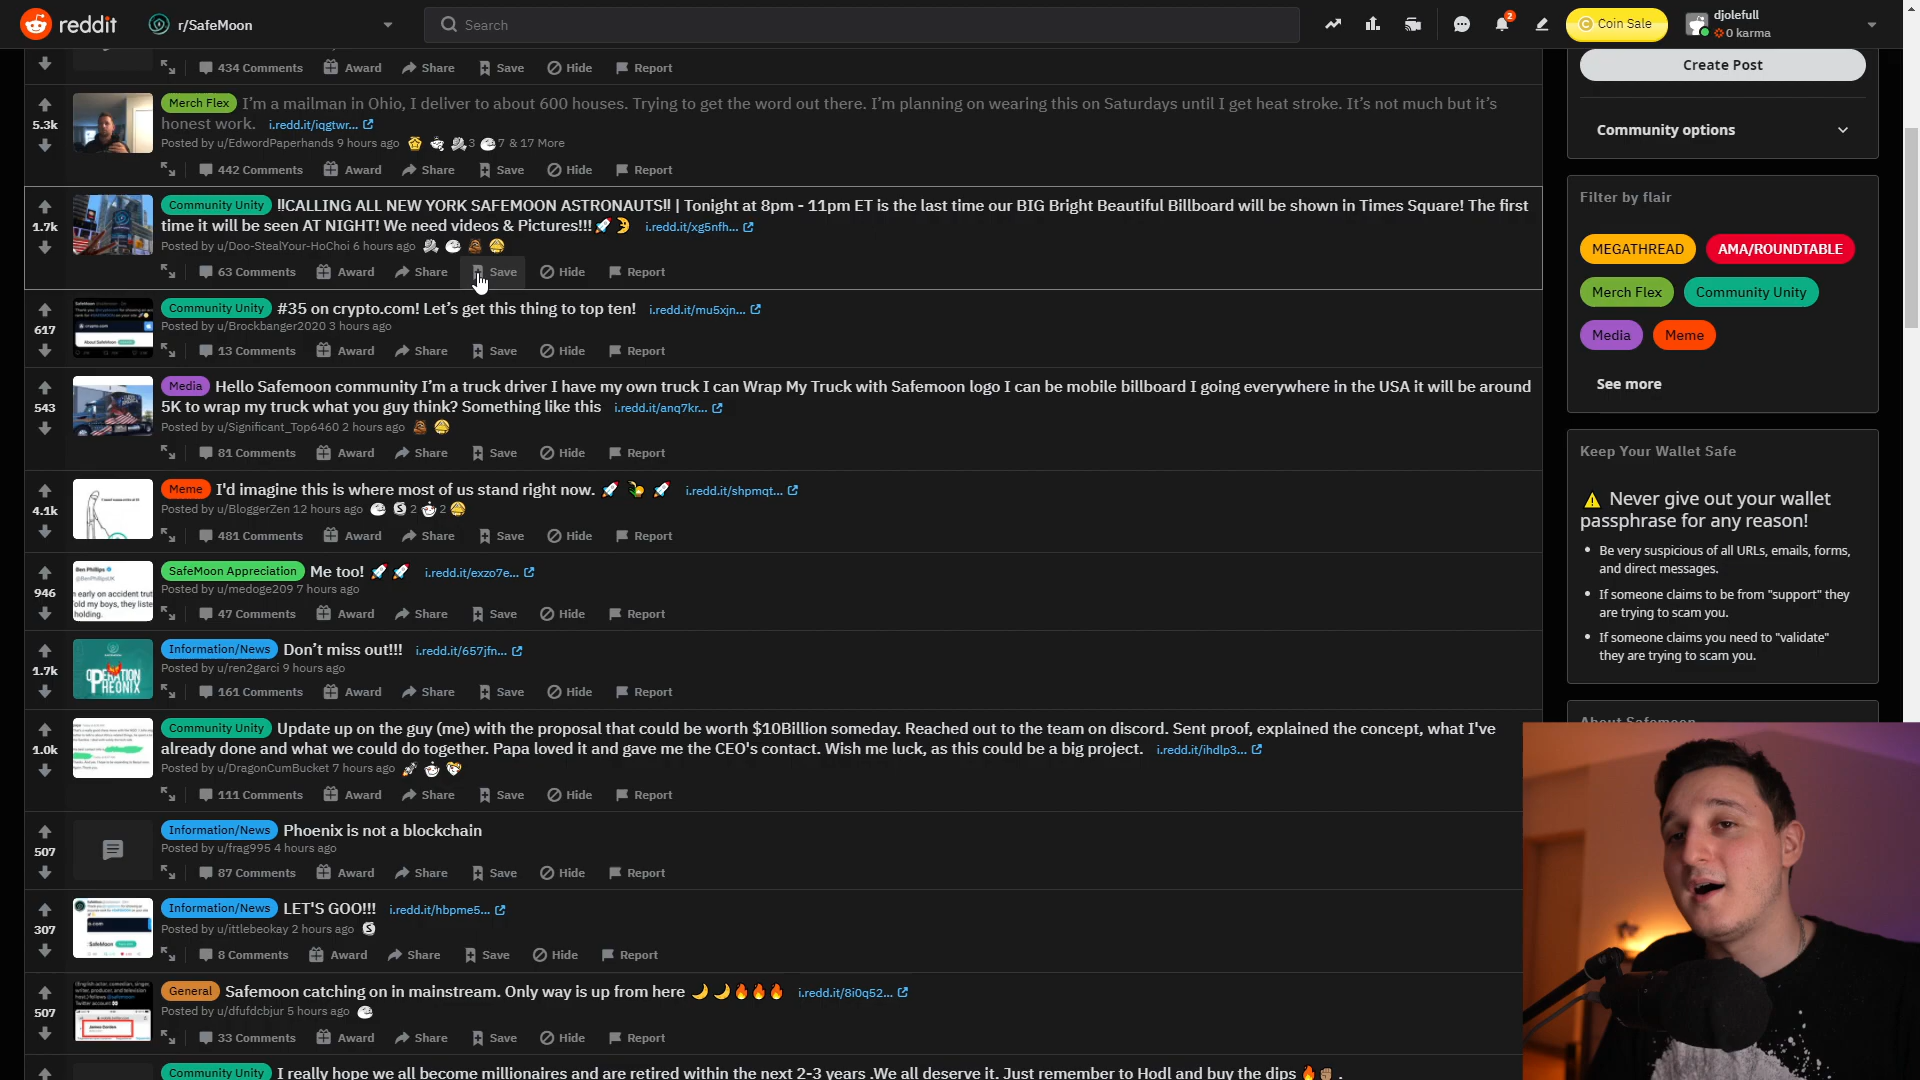 reddit r/SafeMoon Search 2 Coin Sale djolefull
0 karma
434 Comments Award Share Save Hide Report
5.3k
Merch Flex I'm a mailman in Ohio, I deliver to about 600 houses. Trying to get the word out there. I'm planning on wearing this on Saturdays until I get heat stroke. It's not much but it's
honest work. i.redd.it/iqgtwr...
Posted by u/EdwordPaperhands 9 hours ago 3 7 & 17 More
442 Comments Award Share Save Hide Report
1.7k
Community Unity ‼CALLING ALL NEW YORK SAFEMOON ASTRONAUTS‼ | Tonight at 8pm - 11pm ET is the last time our BIG Bright Beautiful Billboard will be shown in Times Square! The first
time it will be seen AT NIGHT! We need videos & Pictures!!! 🚀🌛 i.redd.it/xg5nfh...
Posted by u/Doo-StealYour-HoChoi 6 hours ago
63 Comments Award Share Save Hide Report
617
Community Unity #35 on crypto.com! Let's get this thing to top ten! i.redd.it/mu5xjn...
Posted by u/Brockbanger2020 3 hours ago
13 Comments Award Share Save Hide Report
543
Media Hello Safemoon community I'm a truck driver I have my own truck I can Wrap My Truck with Safemoon logo I can be mobile billboard I going everywhere in the USA it will be around
5K to wrap my truck what you guy think? Something like this i.redd.it/anq7kr...
Posted by u/Significant_Top6460 2 hours ago
81 Comments Award Share Save Hide Report
4.1k
Meme I'd imagine this is where most of us stand right now. 🚀 🚀 i.redd.it/shpmqt...
Posted by u/BloggerZen 12 hours ago 2 2
481 Comments Award Share Save Hide Report
946
Ben Phillips
@BenPhillipsUK
early on accident trut
old my boys, they liste
holding.
SafeMoon Appreciation Me too! 🚀 🚀 i.redd.it/exzo7e...
Posted by u/medoge209 7 hours ago
47 Comments Award Share Save Hide Report
1.7k
OPERATION
PHEONIX
Information/News Don't miss out!!! i.redd.it/657jfn...
Posted by u/ren2garci 9 hours ago
161 Comments Award Share Save Hide Report
1.0k
Community Unity Update up on the guy (me) with the proposal that could be worth $10Billion someday. Reached out to the team on discord. Sent proof, explained the concept, what I've
already done and what we could do together. Papa loved it and gave me the CEO's contact. Wish me luck, as this could be a big project. i.redd.it/ihdlp3...
Posted by u/DragonCumBucket 7 hours ago
111 Comments Award Share Save Hide Report
507
Information/News Phoenix is not a blockchain
Posted by u/frag995 4 hours ago
87 Comments Award Share Save Hide Report
307
Information/News LET'S GOO!!! i.redd.it/hbpme5...
Posted by u/ittlebeokay 2 hours ago
8 Comments Award Share Save Hide Report
507
General Safemoon catching on in mainstream. Only way is up from here 🌙🌙🔥🔥🔥 i.redd.it/8i0q52...
Posted by u/dfufdcbjur 5 hours ago
33 Comments Award Share Save Hide Report
Community Unity I really hope we all become millionaires and are retired within the next 2-3 years .We all deserve it. Just remember to Hodl and buy the dips 🔥✊🏾 .
Create Post
Community options
Filter by flair
MEGATHREAD AMA/ROUNDTABLE
Merch Flex Community Unity
Media Meme
See more
Keep Your Wallet Safe
⚠ Never give out your wallet
passphrase for any reason!
• Be very suspicious of all URLs, emails, forms,
and direct messages.
• If someone claims to be from "support" they
are trying to scam you.
• If someone claims you need to "validate"
they are trying to scam you.
About Safemoon